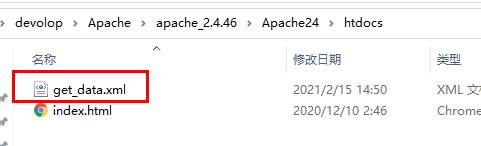 devolop > Apache > apache_2.4.46 > Apache24 > htdocs
名称 修改日期 类型
get_data.xml 2021/2/15 14:50 XML 文
index.html 2020/12/10 2:46 Chrome